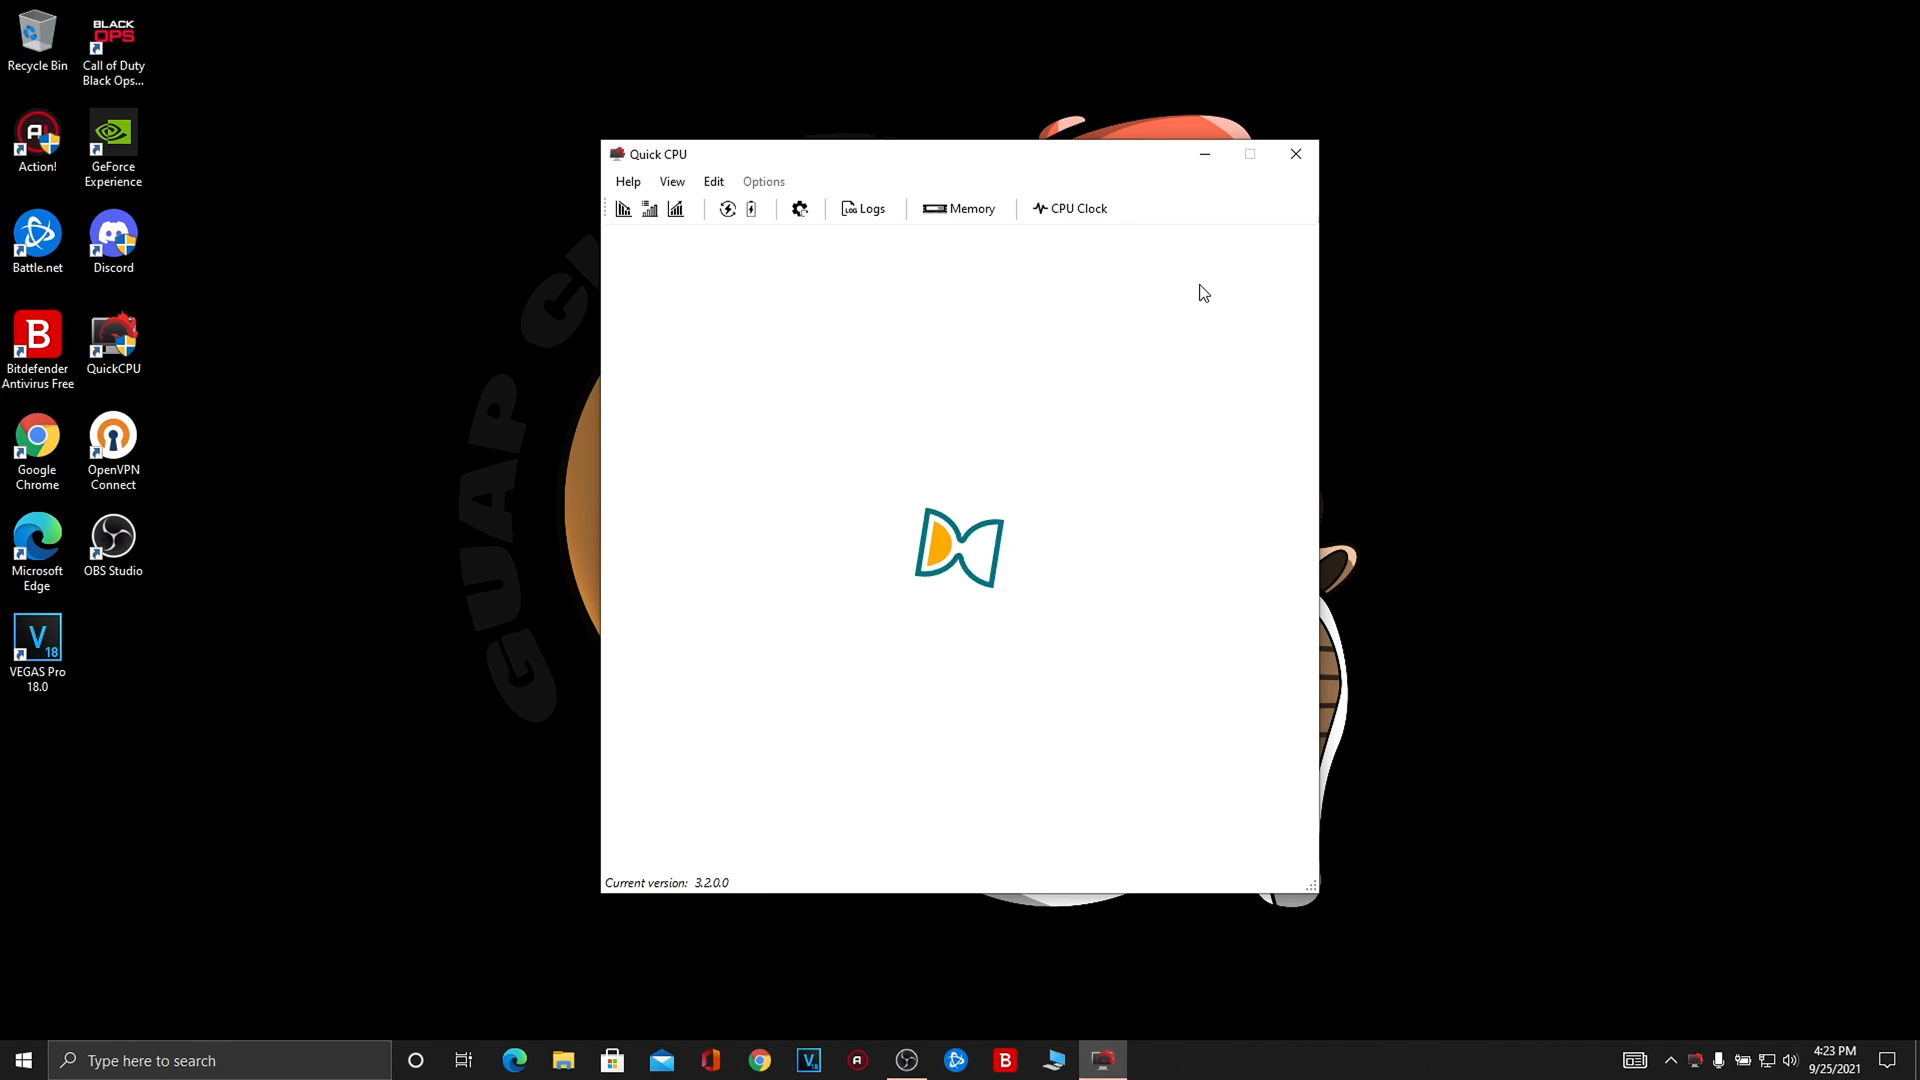 Recycle Bin
BLACK
OPS
Call of Duty
Black Ops...
Action!
GeForce
Experience
Battle.net
Discord
B
Bitdefender
Antivirus Free
QuickCPU
Google
Chrome
OpenVPN
Connect
Microsoft
Edge
OBS Studio
V
18
VEGAS Pro
18.0
GUAP
Quick CPU
Help View Edit Options
Logs Memory CPU Clock
Current version: 3.2.0.0
Type here to search
4:23 PM
9/25/2021